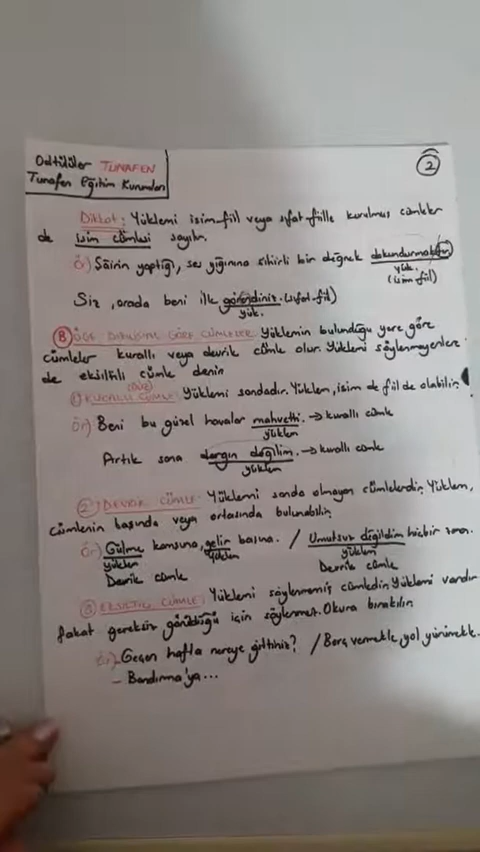 Odtülüler TUNAFEN
Tunafen Eğitim Kurumları
2
Dikkat: Yüklemi isim-fiil veya sıfat-fiille kurulmuş cümleler
de isim cümlesi sayılır.
Ör) Şairin yaptığı, ses yığınına sihirli bir değnek dokundurmaktır
yük.
(isim fiil)
Siz, orada beni ilk görendiniz. (sıfat-fiil)
yük.
B ÖGE DİZİLİŞİNE GÖRE CÜMLELER: Yüklemin bulunduğu yere göre
cümleler kurallı veya devrik cümle olur. Yüklemi söylenmeyenlere
de eksiltili cümle denir
(DÜZ)
1) KURALLI CÜMLE: Yüklemi sondadır. Yüklem, isim de fiil de olabilir.
Ör) Beni bu güzel havalar mahvetti. → kurallı cümle
yüklem
Artık sana dargın değilim. → kurallı cümle
yüklem
2) DEVRİK CÜMLE: Yüklemi sonda olmayan cümlelerdir. Yüklem,
cümlenin başında veya ortasında bulunabilir.
Ör) Gülme komşuna, gelir başına. / Umutsuz değildim hiçbir zaman.
yüklem yüklem yüklem
Devrik cümle Devrik cümle
3) EKSİLTİLİ CÜMLE: Yüklemi söylenmemiş cümledir. Yüklemi vardır
fakat gereksiz görüldüğü için söylenmez. Okura bırakılır.
Ör) - Geçen hafta nereye gittiniz? / Borç vermekle, yol yürümekle.
- Bandırma'ya...